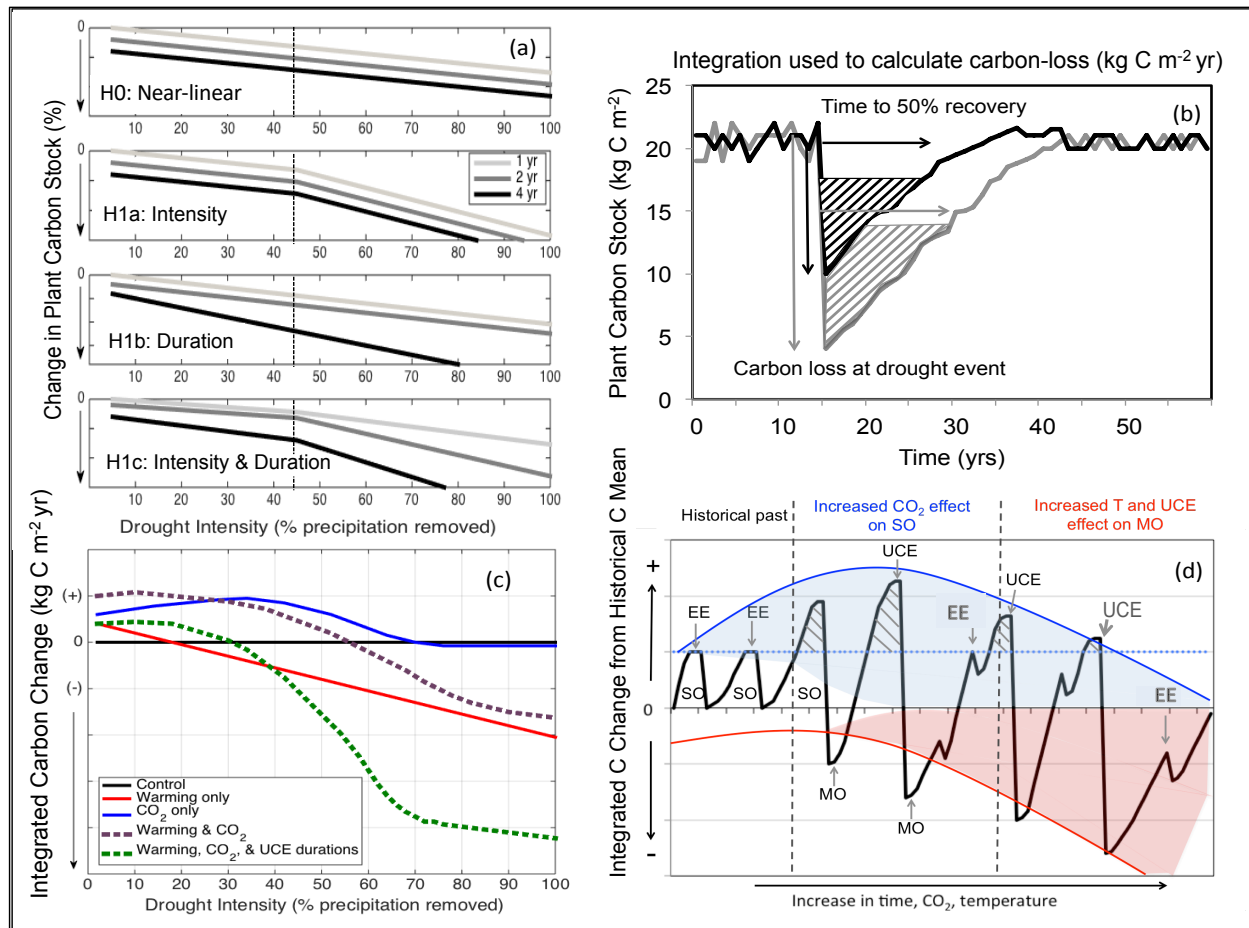 (a)
Change in Plant Carbon Stock (%)
0
H0: Near-linear
10 20 30 40 50 60 70 80 90 100
0
1 yr
2 yr
4 yr
H1a: Intensity
10 20 30 40 50 60 70 80 90 100
0
H1b: Duration
10 20 30 40 50 60 70 80 90 100
0
H1c: Intensity & Duration
10 20 30 40 50 60 70 80 90 100
Drought Intensity (% precipitation removed)
Integration used to calculate carbon-loss (kg C m-2 yr)
(b)
Plant Carbon Stock (kg C m-2)
25
20
15
10
5
0
Time to 50% recovery
Carbon loss at drought event
0 10 20 30 40 50
Time (yrs)
(c)
Integrated Carbon Change (kg C m-2 yr)
(+)
0
(-)
Control
Warming only
CO2 only
Warming & CO2
Warming, CO2, & UCE durations
0 10 20 30 40 50 60 70 80 90 100
Drought Intensity (% precipitation removed)
Integrated C Change from Historical C Mean
Historical past
Increased CO2 effect
on SO
Increased T and UCE
effect on MO
(d)
+
0
-
EE
EE
UCE
EE
UCE
UCE
EE
SO
SO
SO
MO
MO
0
Increase in time, CO2, temperature